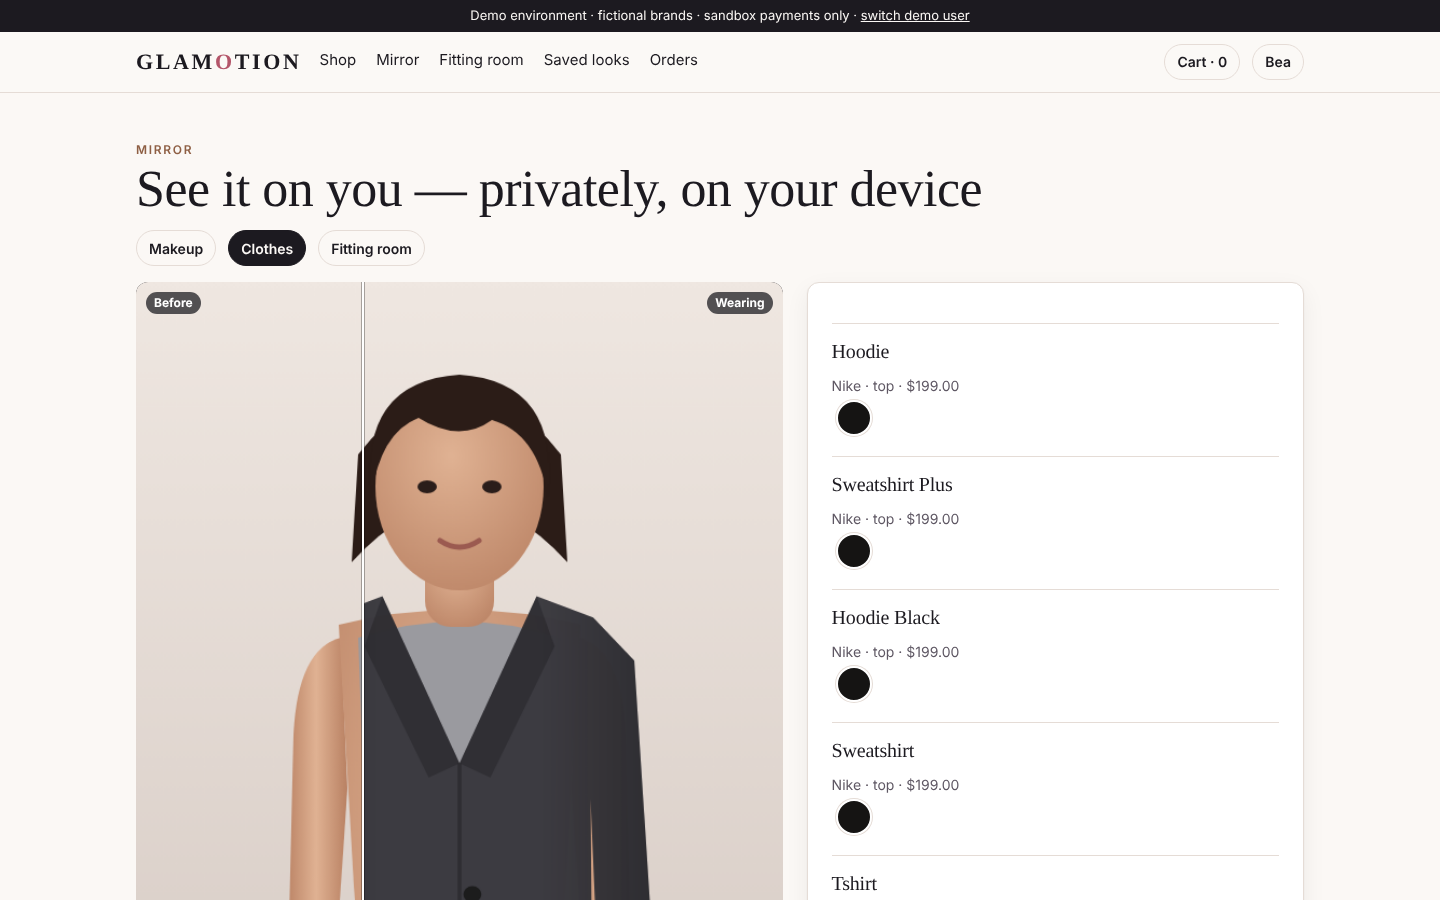 Demo environment · fictional brands · sandbox payments only · switch demo user
GLAMOTION
Shop
Mirror
Fitting room
Saved looks
Orders
Cart · 0
Bea
MIRROR
See it on you — privately, on your device
Makeup
Clothes
Fitting room
Before
Wearing
Hoodie
Nike · top · $199.00
Sweatshirt Plus
Nike · top · $199.00
Hoodie Black
Nike · top · $199.00
Sweatshirt
Nike · top · $199.00
Tshirt